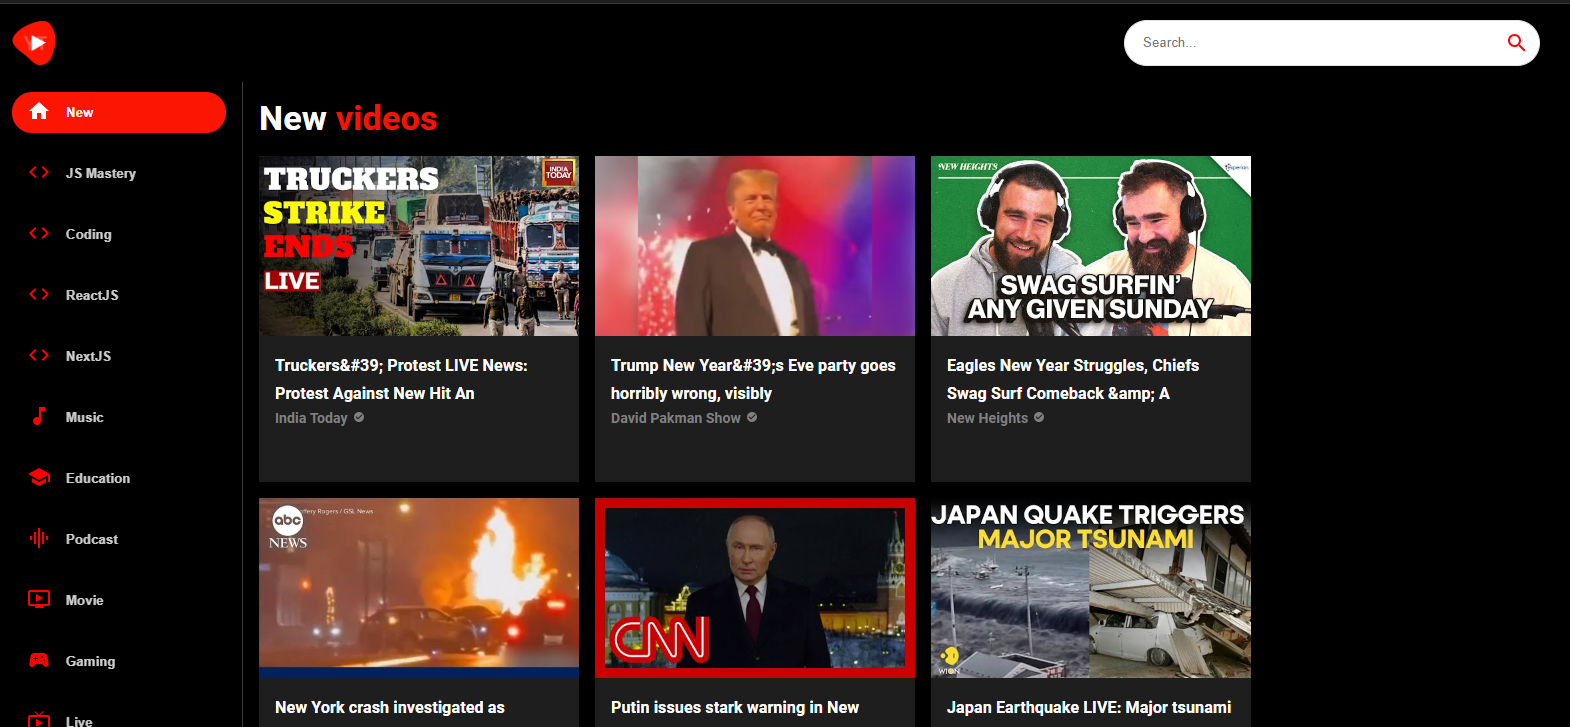 Search...
New
JS Mastery
Coding
ReactJS
NextJS
Music
Education
Podcast
Movie
Gaming
Live
New videos
TRUCKERS
STRIKE
ENDS
LIVE
INDIA
TODAY
Truckers&#39; Protest LIVE News:
Protest Against New Hit An
India Today
Trump New Year&#39;s Eve party goes
horribly wrong, visibly
David Pakman Show
NEW HEIGHTS
SWAG SURFIN'
ANY GIVEN SUNDAY
Eagles New Year Struggles, Chiefs
Swag Surf Comeback &amp; A
New Heights
abc
NEWS
Rogers / GSL News
New York crash investigated as
CNN
Putin issues stark warning in New
JAPAN QUAKE TRIGGERS
MAJOR TSUNAMI
WION
Japan Earthquake LIVE: Major tsunami